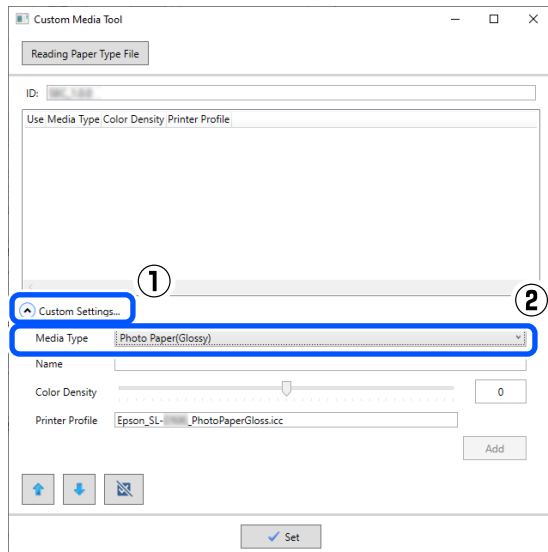 Custom Media Tool
Reading Paper Type File
ID:
Use Media Type Color Density Printer Profile
①
②
Custom Settings...
Media Type Photo Paper(Glossy)
Name
Color Density 0
Printer Profile Epson_SL- _PhotoPaperGloss.icc
Add
Set